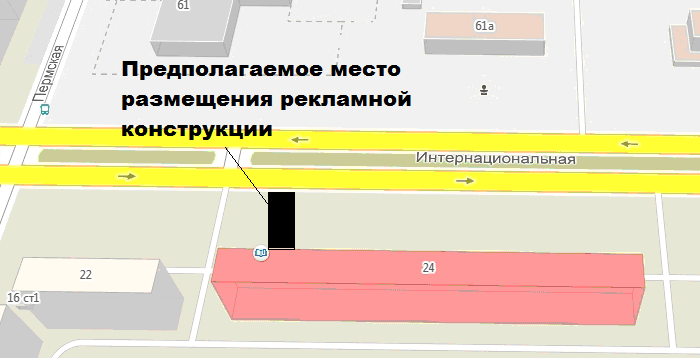 61
61а
Пермская
Предполагаемое место
размещения рекламной
конструкции
Интернациональная
24
22
16 ст1